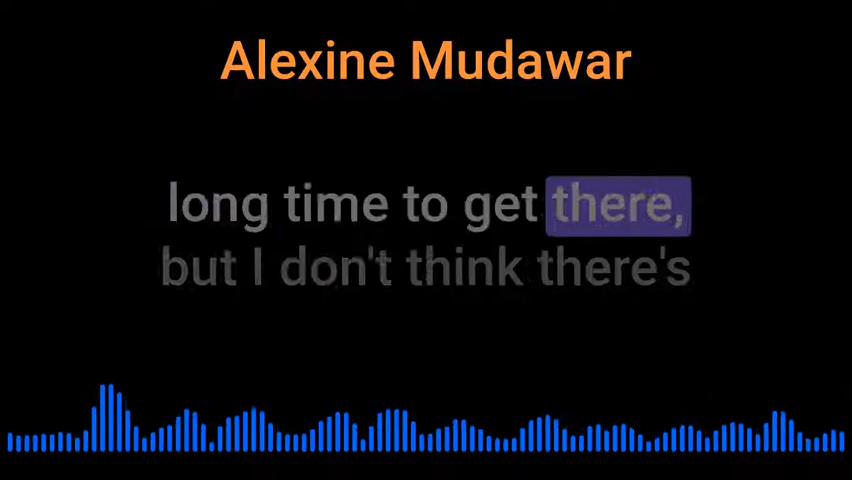 Alexine Mudawar
long time to get there,
but I don't think there's